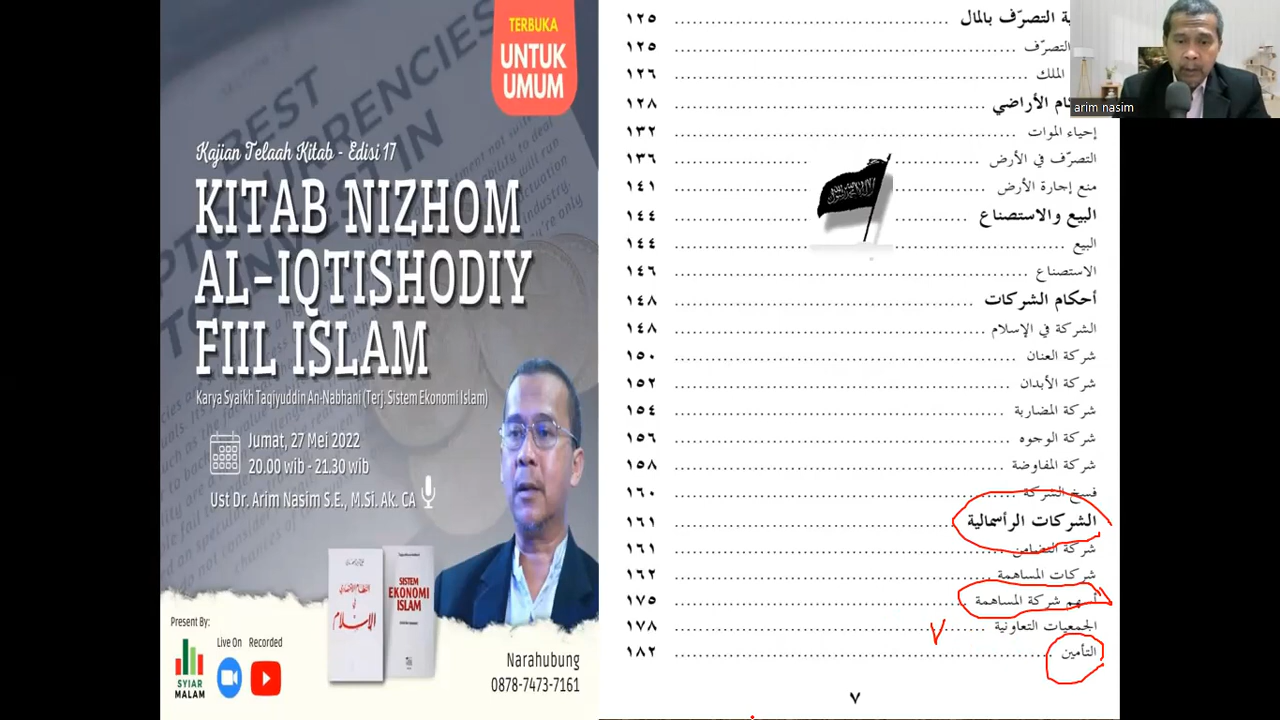 TERBUKA
UNTUK
UMUM
Kajian Telaah Kitab - Edisi 17
KITAB NIZHOM
AL-IQTISHODIY
FIIL ISLAM
Karya Syaikh Taqiyuddin An-Nabhani (Terj. Sistem Ekonomi Islam)
Jumat, 27 Mei 2022
20.00 wib - 21.30 wib
Ust Dr. Arim Nasim S.E., M.Si. Ak. CA
SISTEM
EKONOMI
ISLAM
Present By:
Live On
Recorded
SYIAR
MALAM
Narahubung
0878-7473-7161
arim nasim
التصرّف بالمال ١٢٥
التصرّف ١٢٥
الملك ١٢٦
الأراضي ١٢٨
إحياء الموات ١٣٢
التصرّف في الأرض ١٣٦
منع إجارة الأرض ١٤١
البيع والاستصناع ١٤٤
البيع ١٤٤
الاستصناع ١٤٦
أحكام الشركات ١٤٨
الشركة في الإسلام ١٤٨
شركة العنان ١٥٠
شركة الأبدان ١٥٢
شركة المضاربة ١٥٤
شركة الوجوه ١٥٦
شركة المفاوضة ١٥٨
فسخ الشركة ١٦٠
الشركات الرأسمالية ١٦١
شركة التضامن ١٦١
شركات المساهمة ١٦٢
أسهم شركة المساهمة ١٧٥
الجمعيات التعاونية ١٧٨
التأمين ١٨٢
٧